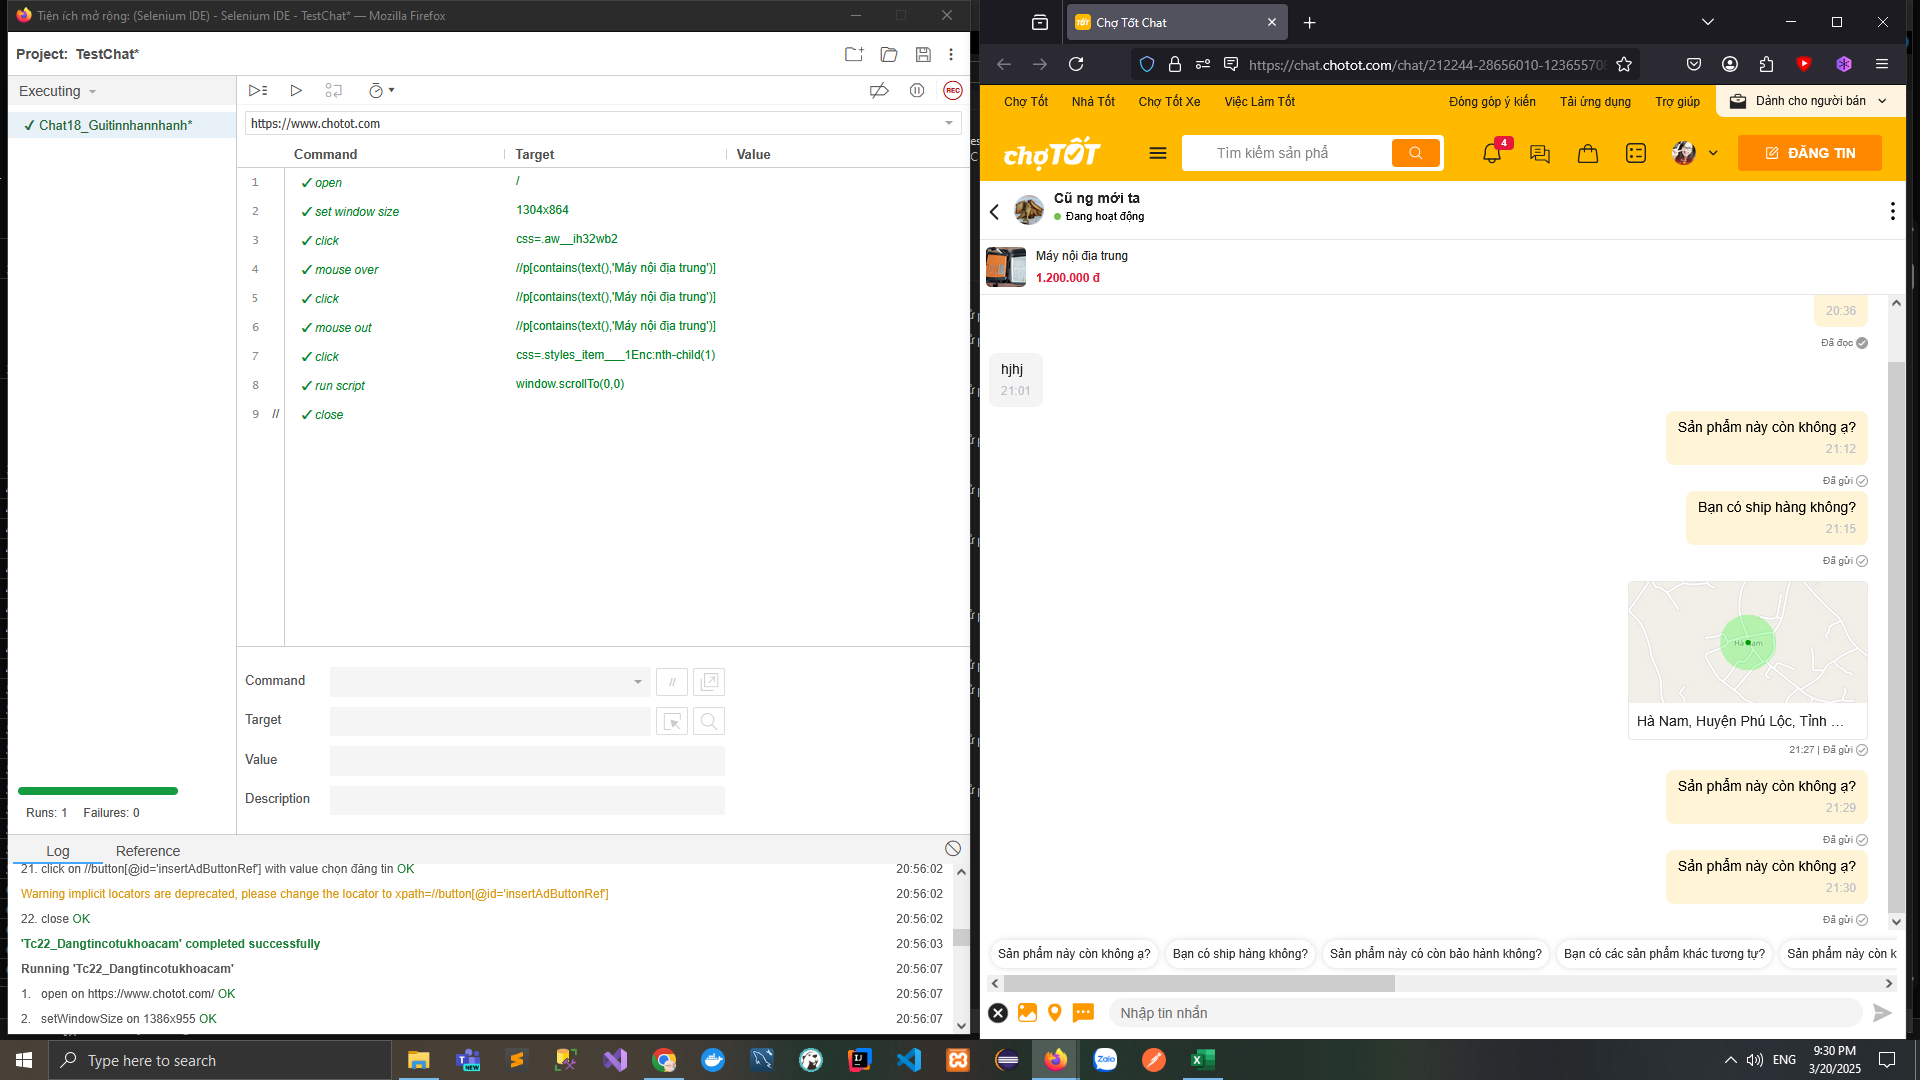 Tiện ích mở rộng: (Selenium IDE) - Selenium IDE - TestChat* — Mozilla Firefox
Project: TestChat*
Executing
✓ Chat18_Guitinnhannhanh*
https://www.chotot.com
Command Target Value
1 ✓ open /
2 ✓ set window size 1304x864
3 ✓ click css=.aw__ih32wb2
4 ✓ mouse over //p[contains(text(),'Máy nội địa trung')]
5 ✓ click //p[contains(text(),'Máy nội địa trung')]
6 ✓ mouse out //p[contains(text(),'Máy nội địa trung')]
7 ✓ click css=.styles_item___1Enc:nth-child(1)
8 ✓ run script window.scrollTo(0,0)
9 // ✓ close
Command
//
Target
Value
Description
Runs: 1 Failures: 0
Log Reference
21. click on //button[@id='insertAdButtonRef'] with value chọn đăng tin OK 20:56:02
Warning implicit locators are deprecated, please change the locator to xpath=//button[@id='insertAdButtonRef'] 20:56:02
22. close OK 20:56:02
'Tc22_Dangtincotukhoacam' completed successfully 20:56:03
Running 'Tc22_Dangtincotukhoacam' 20:56:07
1. open on https://www.chotot.com/ OK 20:56:07
2. setWindowSize on 1386x955 OK 20:56:07
REC
Chợ Tốt Chat
https://chat.chotot.com/chat/212244-28656010-123655708
Chợ Tốt Nhà Tốt Chợ Tốt Xe Việc Làm Tốt Đóng góp ý kiến Tải ứng dụng Trợ giúp Dành cho người bán
chợTỐT Tìm kiếm sản phẩ 4 ĐĂNG TIN
Cũ ng mới ta
Đang hoạt động
Máy nội địa trung
1.200.000 đ
20:36
Đã đọc
hjhj
21:01
Sản phẩm này còn không ạ?
21:12
Đã gửi
Bạn có ship hàng không?
21:15
Đã gửi
Hà Nam
Hà Nam, Huyện Phú Lộc, Tỉnh ...
21:27 | Đã gửi
Sản phẩm này còn không ạ?
21:29
Đã gửi
Sản phẩm này còn không ạ?
21:30
Đã gửi
Sản phẩm này còn không ạ? Bạn có ship hàng không? Sản phẩm này có còn bảo hành không? Bạn có các sản phẩm khác tương tự? Sản phẩm này còn k
Nhập tin nhắn
Type here to search
NEW
Zalo
ENG
9:30 PM
3/20/2025